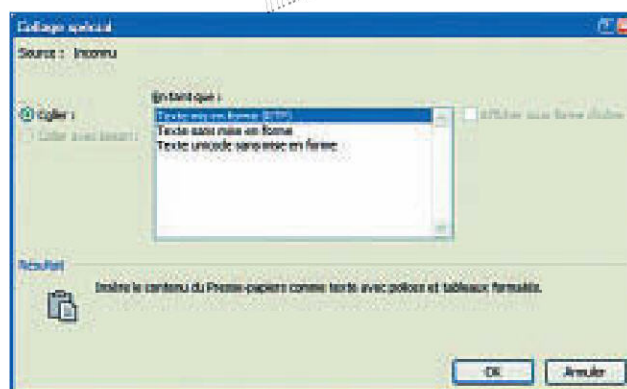 Collage spécial
Source : Inconnu
En tant que :
Coller :
Texte mis en forme (RTF)
Afficher sous forme d'icône
Coller avec liaison :
Texte sans mise en forme
Texte unicode sans mise en forme
Résultat
Insère le contenu du Presse-papiers comme texte avec polices et tableaux formatés.
OK
Annuler